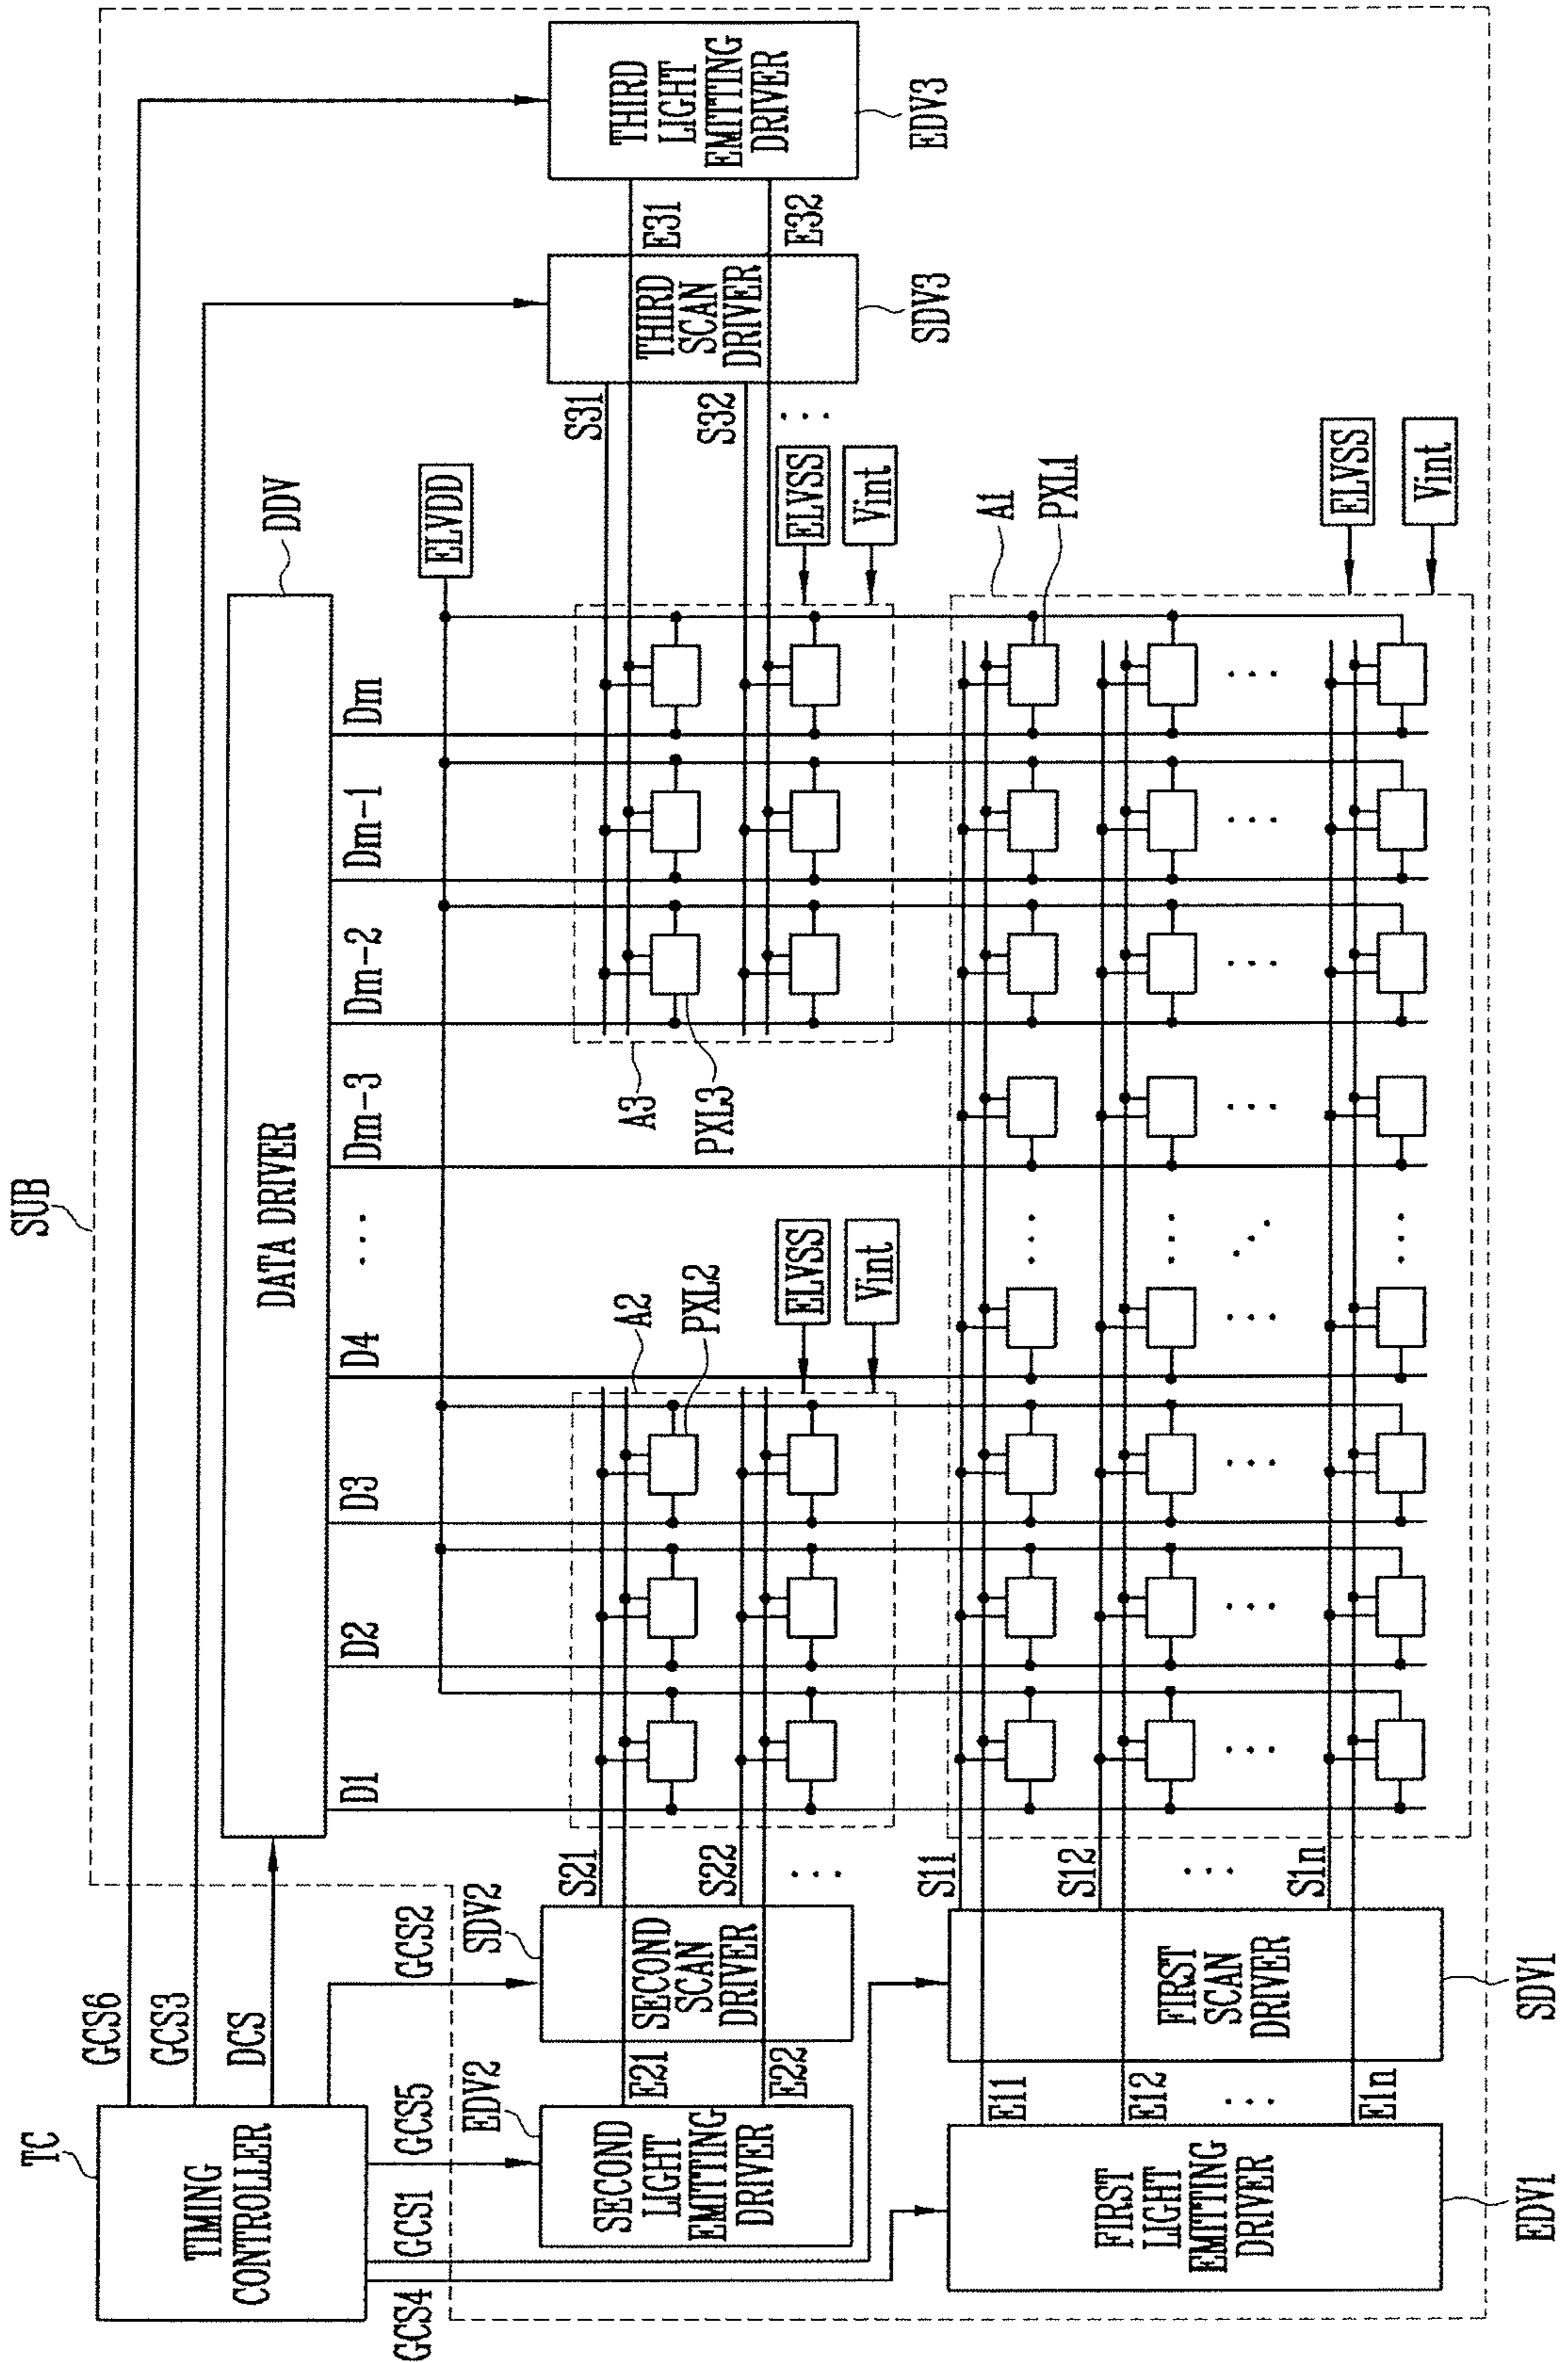 SUB
TC
TIMING
CONTROLLER
GCS6
GCS3
DCS
GCS2
GCS5
GCS1
GCS4
DATA DRIVER
DDV
D1
D2
D3
D4
...
Dm-3
Dm-2
Dm-1
Dm
ELVDD
EDV2
SECOND
LIGHT
EMITTING
DRIVER
E21
E22
SDV2
SECOND
SCAN
DRIVER
S21
S22
...
A2
PXL2
ELVSS
Vint
A3
PXL3
ELVSS
Vint
S31
S32
...
THIRD
SCAN
DRIVER
SDV3
E31
E32
THIRD
LIGHT
EMITTING
DRIVER
EDV3
FIRST
LIGHT
EMITTING
DRIVER
EDV1
E11
E12
...
E1n
FIRST
SCAN
DRIVER
SDV1
S11
S12
...
S1n
A1
PXL1
ELVSS
Vint